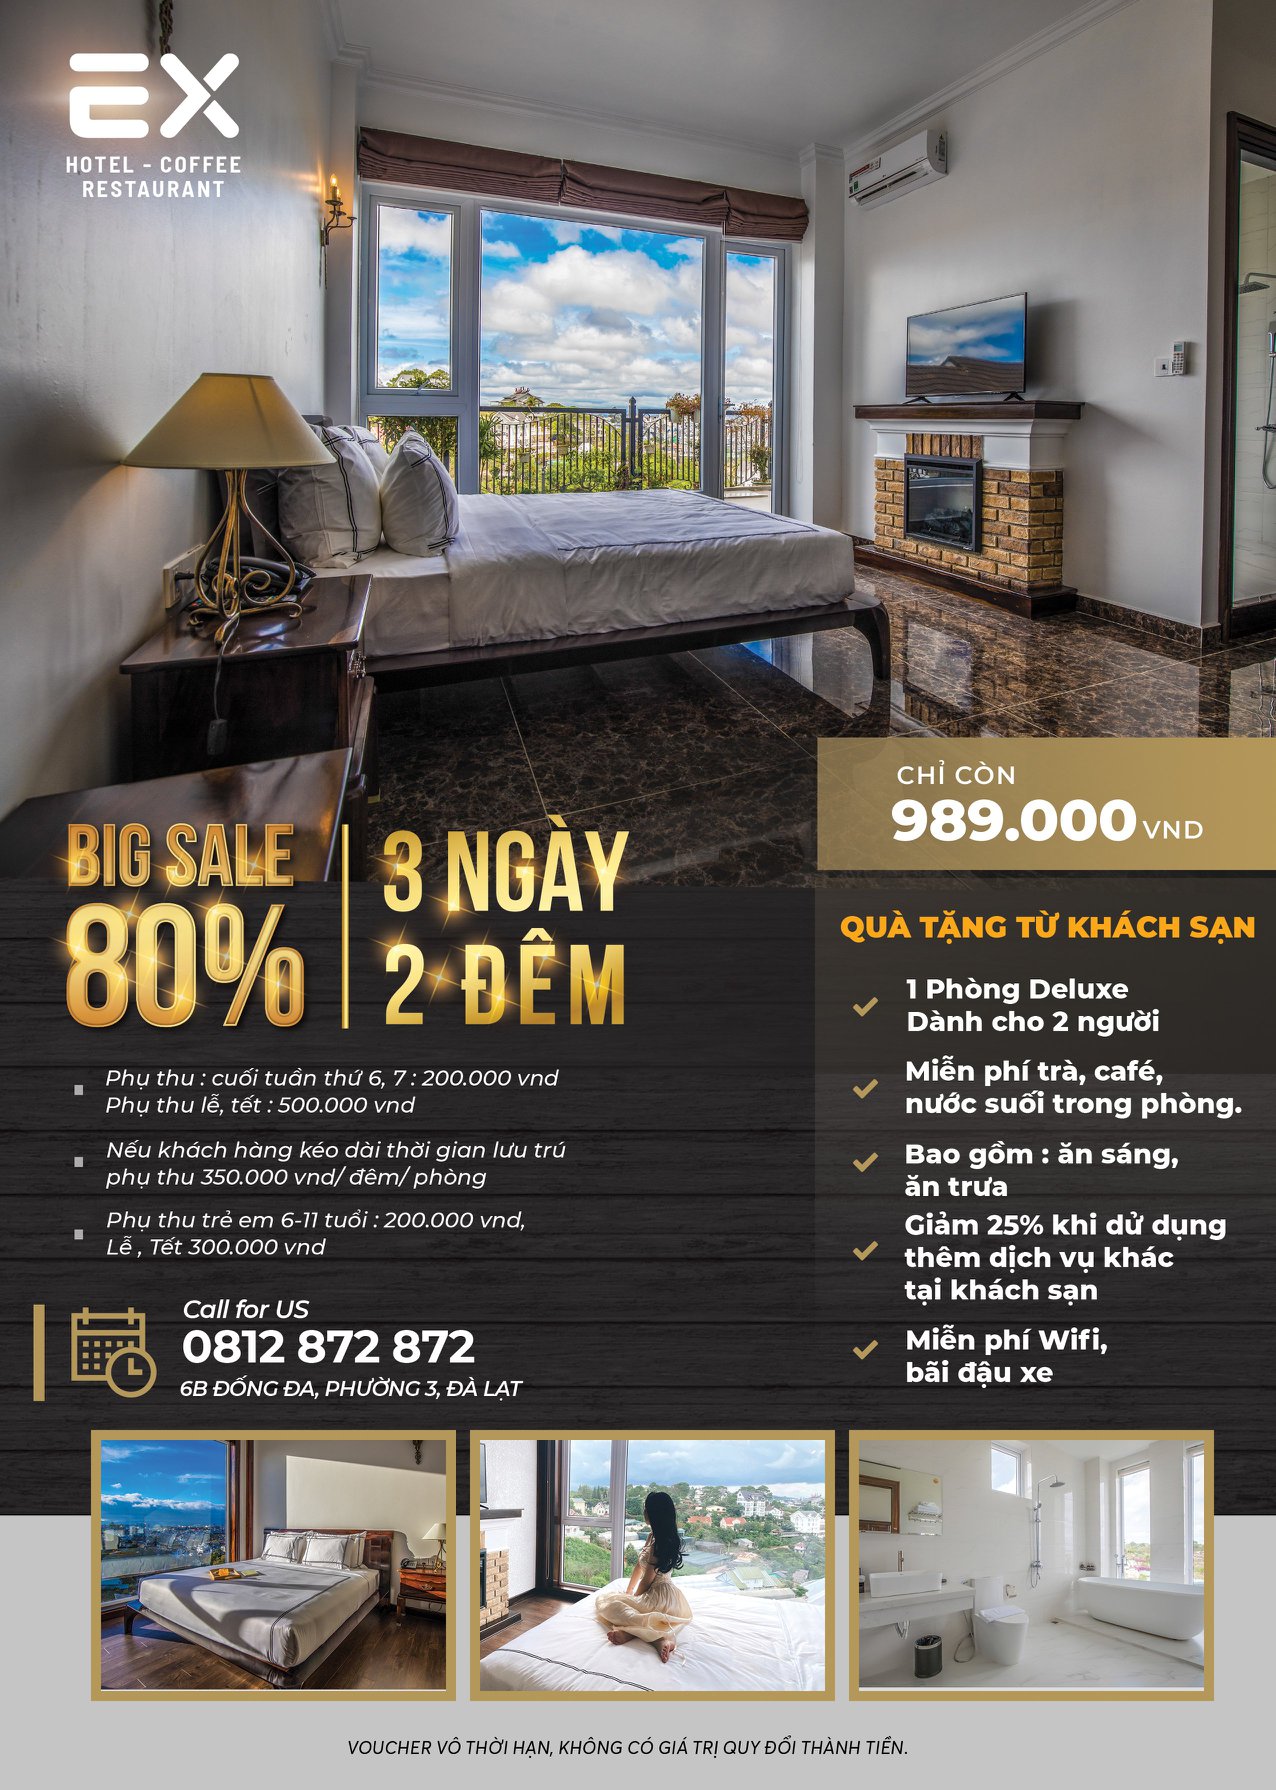 EX
HOTEL - COFFEE
RESTAURANT
CHỈ CÒN
989.000 VND
BIG SALE
80%
3 NGÀY
2 ĐÊM
Phụ thu : cuối tuần thứ 6, 7 : 200.000 vnd
Phụ thu lễ, tết : 500.000 vnd
Nếu khách hàng kéo dài thời gian lưu trú
phụ thu 350.000 vnd/ đêm/ phòng
Phụ thu trẻ em 6-11 tuổi : 200.000 vnd,
Lễ , Tết 300.000 vnd
Call for US
0812 872 872
6B ĐỐNG ĐA, PHƯỜNG 3, ĐÀ LẠT
QUÀ TẶNG TỪ KHÁCH SẠN
1 Phòng Deluxe
Dành cho 2 người
Miễn phí trà, café,
nước suối trong phòng.
Bao gồm : ăn sáng,
ăn trưa
Giảm 25% khi dử dụng
thêm dịch vụ khác
tại khách sạn
Miễn phí Wifi,
bãi đậu xe
VOUCHER VÔ THỜI HẠN, KHÔNG CÓ GIÁ TRỊ QUY ĐỔI THÀNH TIỀN.